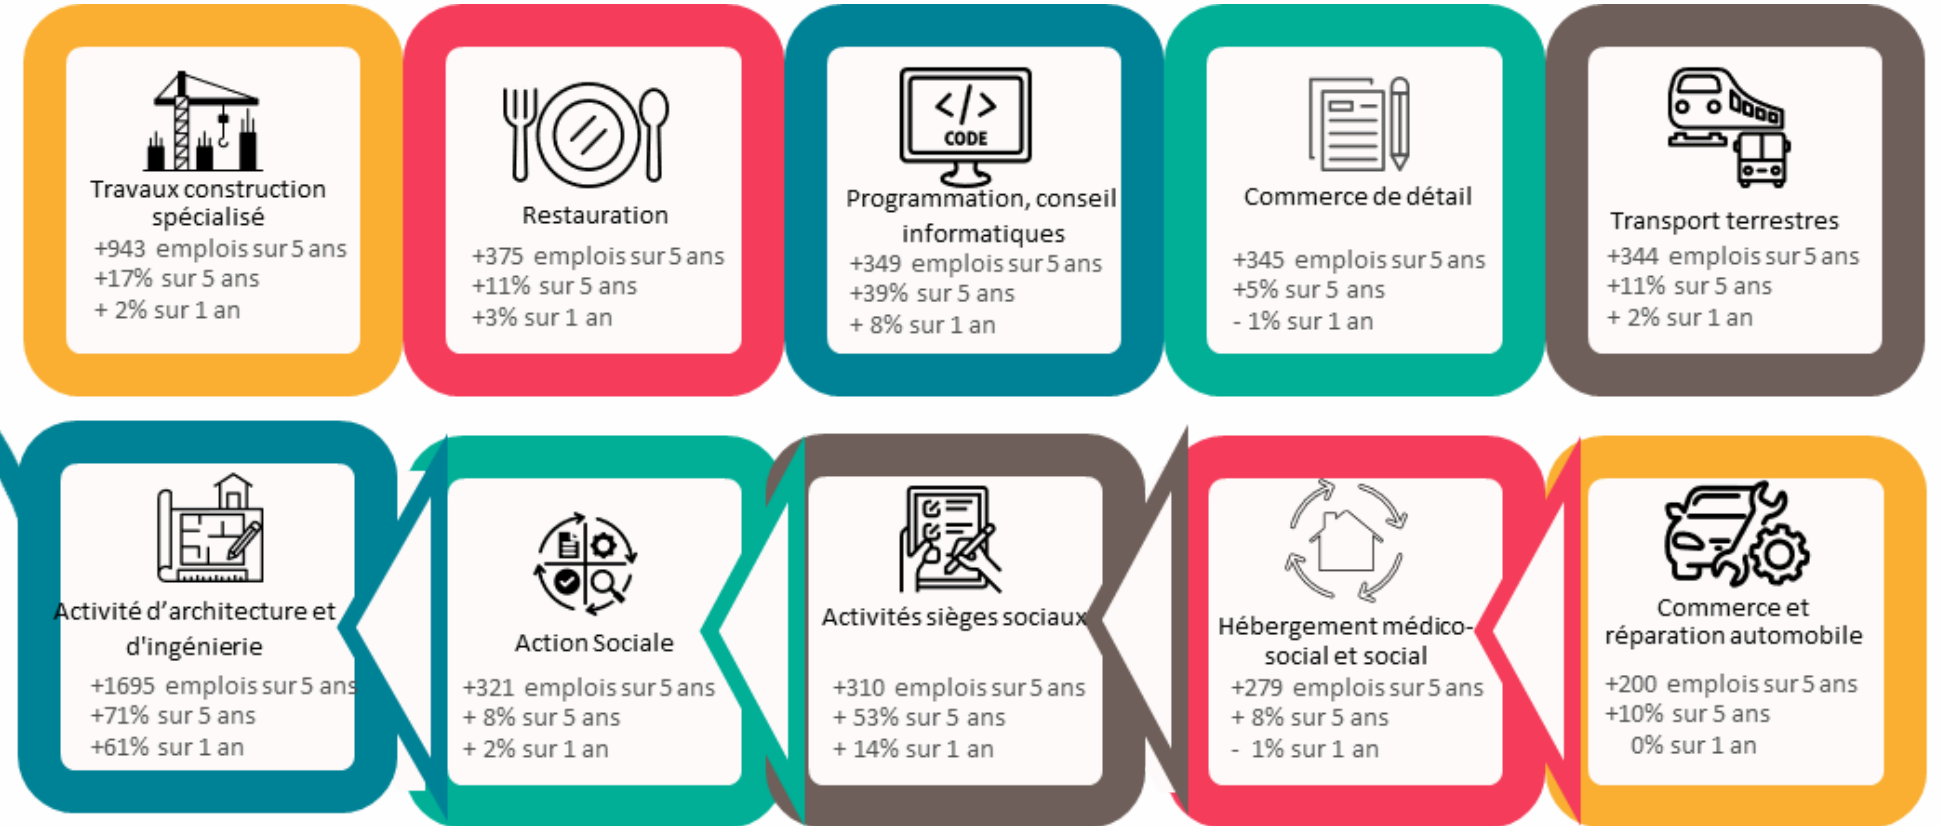 Travaux construction
spécialisé
+943 emplois sur 5 ans
+17% sur 5 ans
+ 2% sur 1 an
Restauration
+375 emplois sur 5 ans
+11% sur 5 ans
+3% sur 1 an
</> CODE
Programmation, conseil
informatiques
+349 emplois sur 5 ans
+39% sur 5 ans
+ 8% sur 1 an
Commerce de détail
+345 emplois sur 5 ans
+5% sur 5 ans
- 1% sur 1 an
Transport terrestres
+344 emplois sur 5 ans
+11% sur 5 ans
+ 2% sur 1 an
Activité d’architecture et
d'ingénierie
+1695 emplois sur 5 ans
+71% sur 5 ans
+61% sur 1 an
Action Sociale
+321 emplois sur 5 ans
+ 8% sur 5 ans
+ 2% sur 1 an
Activités sièges sociaux
+310 emplois sur 5 ans
+ 53% sur 5 ans
+ 14% sur 1 an
Hébergement médico-
social et social
+279 emplois sur 5 ans
+ 8% sur 5 ans
- 1% sur 1 an
Commerce et
réparation automobile
+200 emplois sur 5 ans
+10% sur 5 ans
0% sur 1 an